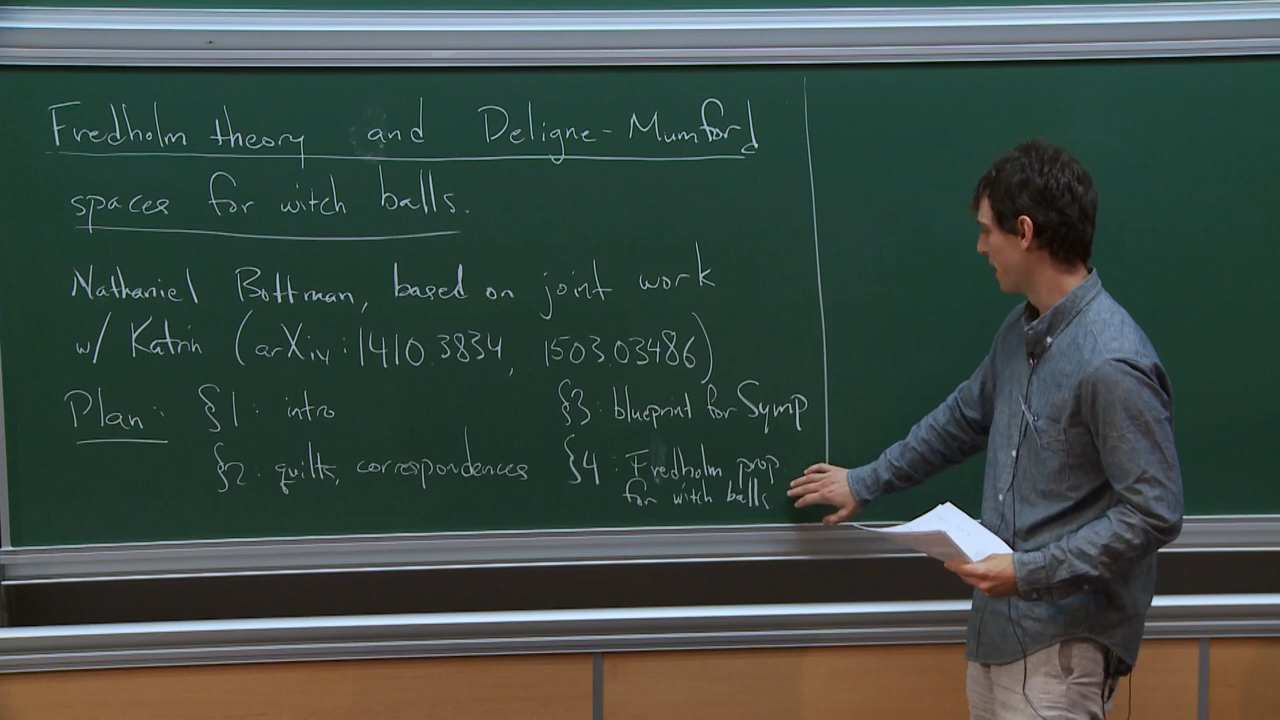 Fredholm theory and Deligne-Mumford
spaces for witch balls.
Nathaniel Bottman, based on joint work
w/ Katrin (arXiv:1410.3834, 1503.03486)
Plan: §1: intro
§2: quilts, correspondences
§3: blueprint for Symp
§4: Fredholm prop.
for witch balls